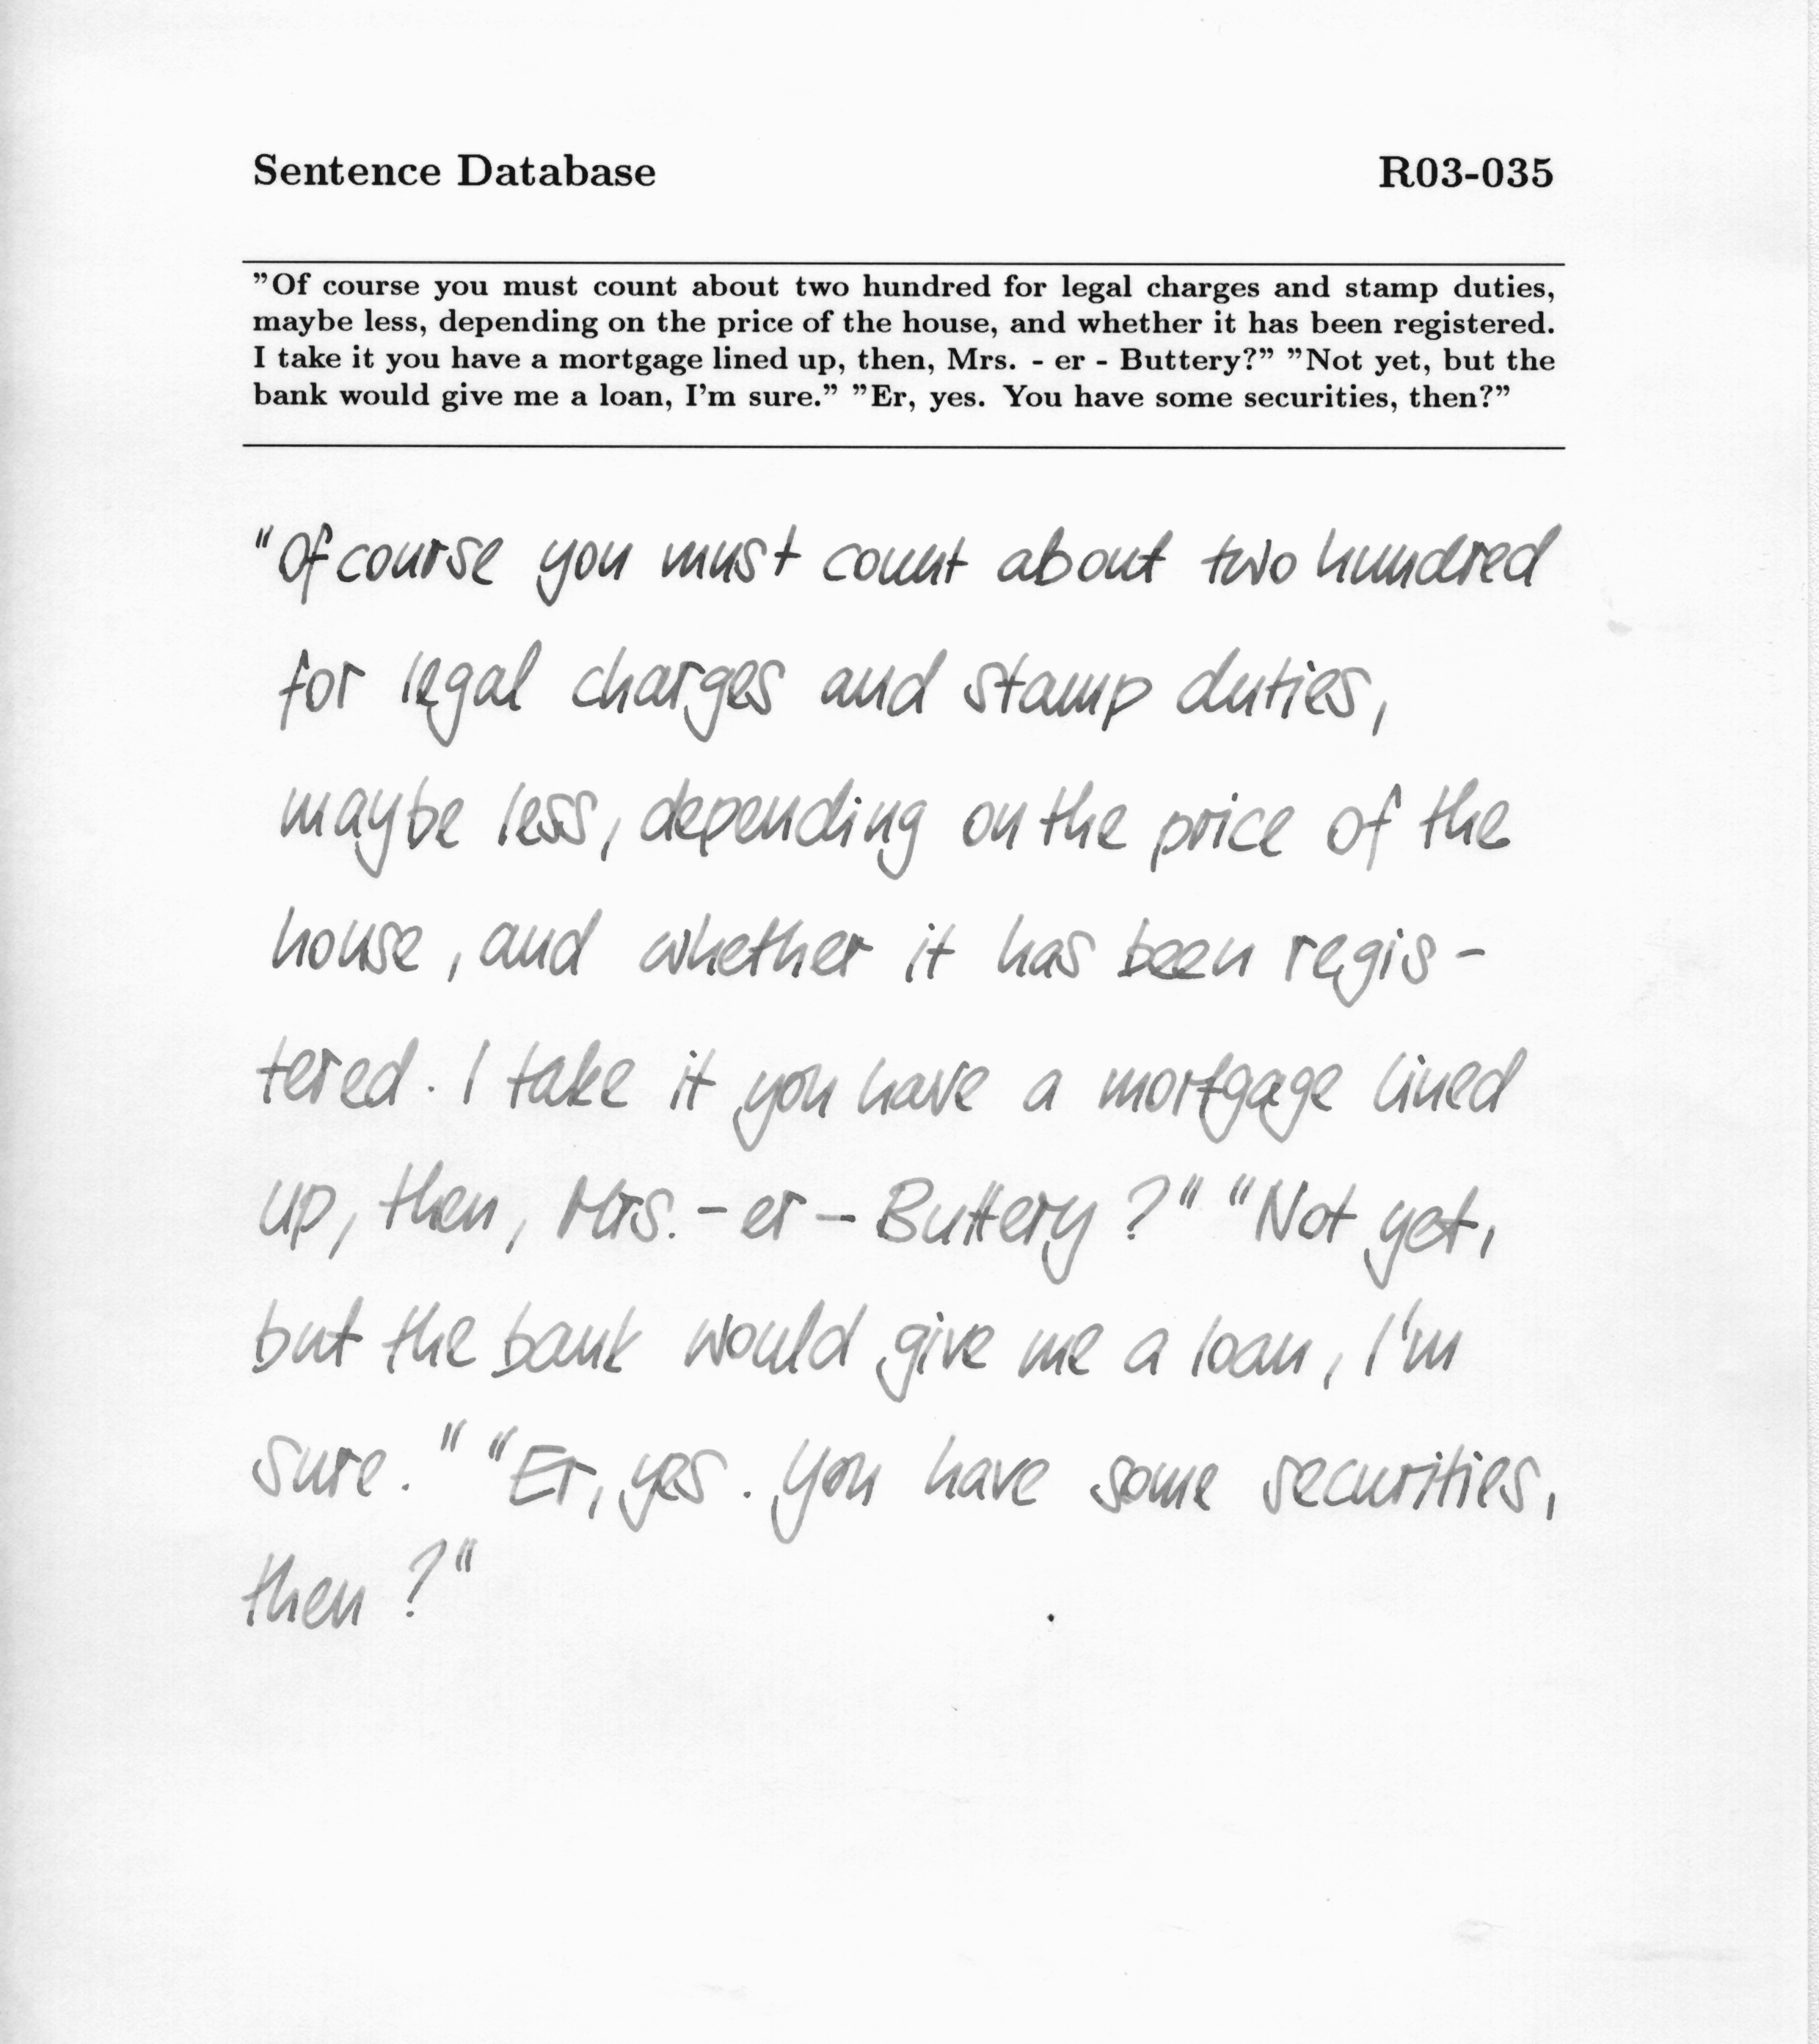 Sentence Database R03-035
”Of course you must count about two hundred for legal charges and stamp duties,
maybe less, depending on the price of the house, and whether it has been registered.
I take it you have a mortgage lined up, then, Mrs. - er - Buttery?” ”Not yet, but the
bank would give me a loan, I'm sure.” ”Er, yes. You have some securities, then?”
"Of course you must count about two hundred
for legal charges and stamp duties,
maybe less, depending on the price of the
house, and whether it has been regis-
tered. I take it you have a mortgage lined
up, then, Mrs. - er - Buttery?" "Not yet,
but the bank would give me a loan, I'm
sure." "Er, yes. You have some securities,
then?"